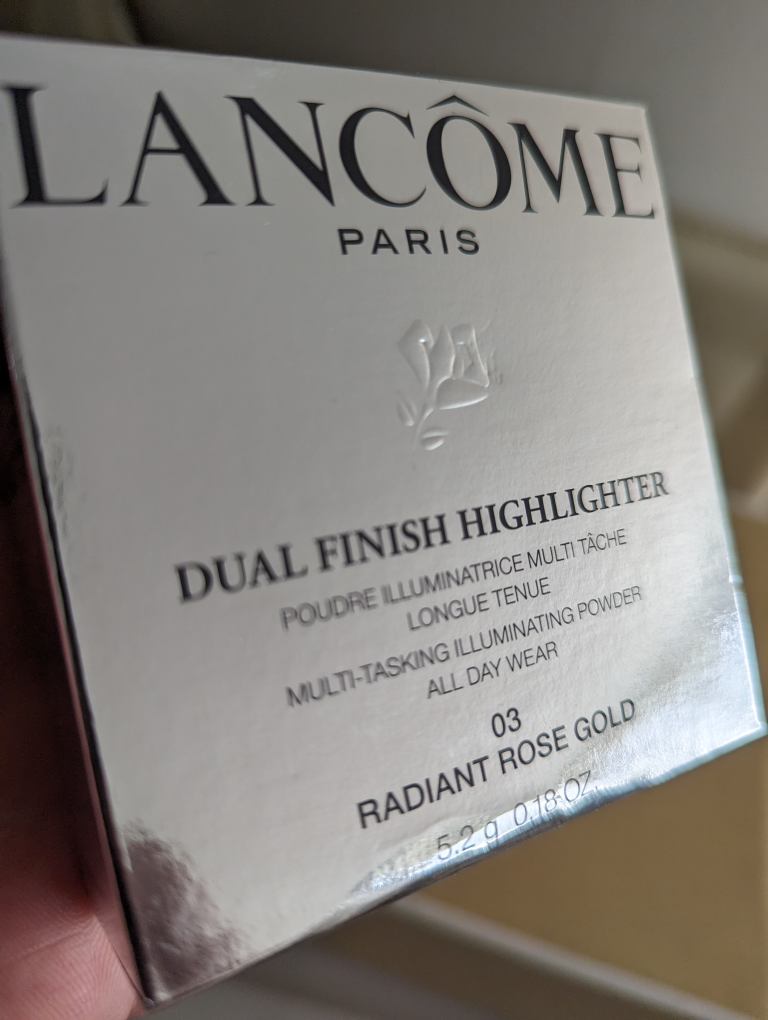 LANCÔME
PARIS
DUAL FINISH HIGHLIGHTER
POUDRE ILLUMINATRICE MULTI TÂCHE
LONGUE TENUE
MULTI-TASKING ILLUMINATING POWDER
ALL DAY WEAR
03
RADIANT ROSE GOLD
5.2 g 0.18 OZ.